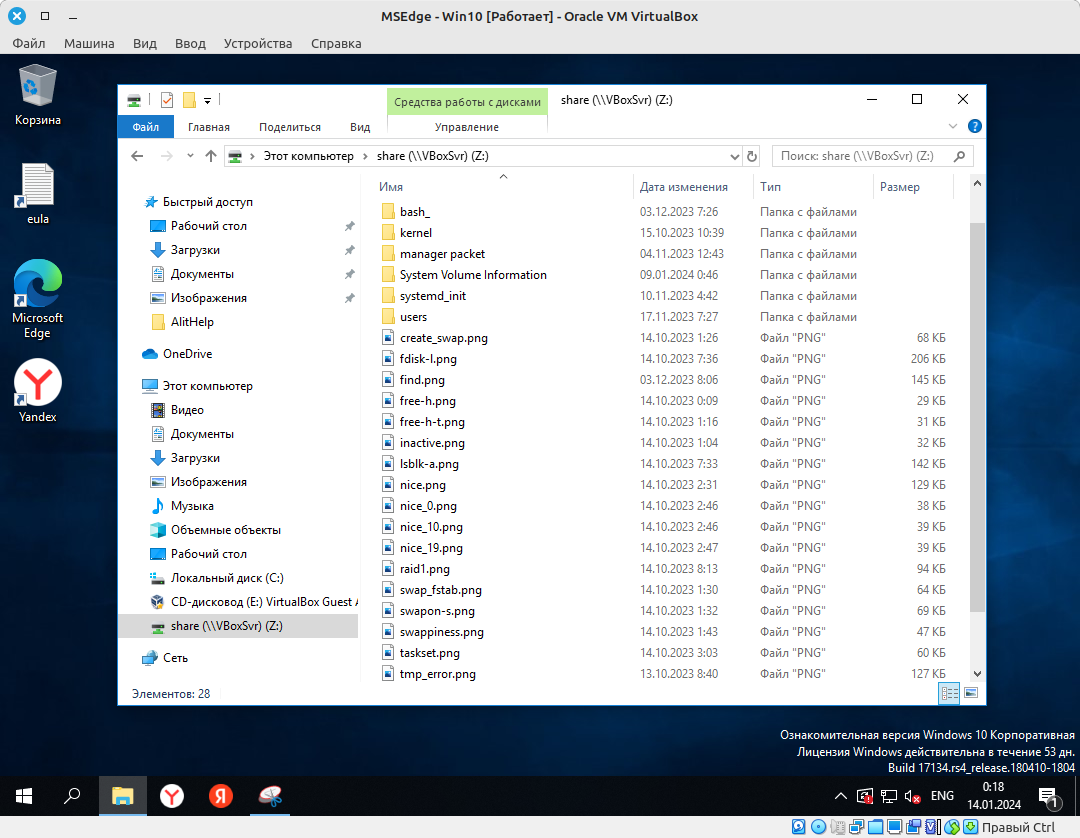 MSEdge - Win10 [Работает] - Oracle VM VirtualBox
Файл Машина Вид Ввод Устройства Справка
Корзина
eula
Microsoft
Edge
Yandex
Средства работы с дисками share (\\VBoxSvr) (Z:)
Файл Главная Поделиться Вид Управление
Этот компьютер share (\\VBoxSvr) (Z:) Поиск: share (\\VBoxSvr) (Z:)
Быстрый доступ
Рабочий стол
Загрузки
Документы
Изображения
AlitHelp
OneDrive
Этот компьютер
Видео
Документы
Загрузки
Изображения
Музыка
Объемные объекты
Рабочий стол
Локальный диск (C:)
CD-дисковод (E:) VirtualBox Guest
share (\\VBoxSvr) (Z:)
Сеть
Имя Дата изменения Тип Размер
bash_ 03.12.2023 7:26 Папка с файлами
kernel 15.10.2023 10:39 Папка с файлами
manager packet 04.11.2023 12:43 Папка с файлами
System Volume Information 09.01.2024 0:46 Папка с файлами
systemd_init 10.11.2023 4:42 Папка с файлами
users 17.11.2023 7:27 Папка с файлами
create_swap.png 14.10.2023 1:26 Файл "PNG" 68 КБ
fdisk-l.png 14.10.2023 7:36 Файл "PNG" 206 КБ
find.png 03.12.2023 8:06 Файл "PNG" 145 КБ
free-h.png 14.10.2023 0:09 Файл "PNG" 29 КБ
free-h-t.png 14.10.2023 1:16 Файл "PNG" 31 КБ
inactive.png 14.10.2023 1:04 Файл "PNG" 32 КБ
lsblk-a.png 14.10.2023 7:33 Файл "PNG" 142 КБ
nice.png 14.10.2023 2:31 Файл "PNG" 129 КБ
nice_0.png 14.10.2023 2:46 Файл "PNG" 38 КБ
nice_10.png 14.10.2023 2:46 Файл "PNG" 39 КБ
nice_19.png 14.10.2023 2:47 Файл "PNG" 39 КБ
raid1.png 14.10.2023 8:13 Файл "PNG" 94 КБ
swap_fstab.png 14.10.2023 1:30 Файл "PNG" 64 КБ
swapon-s.png 14.10.2023 1:32 Файл "PNG" 69 КБ
swappiness.png 14.10.2023 1:43 Файл "PNG" 47 КБ
taskset.png 14.10.2023 3:03 Файл "PNG" 60 КБ
tmp_error.png 13.10.2023 8:40 Файл "PNG" 127 КБ
Элементов: 28
Ознакомительная версия Windows 10 Корпоративная
Лицензия Windows действительна в течение 53 дн.
Build 17134.rs4_release.180410-1804
ENG 0:18
14.01.2024
1
Правый Ctrl